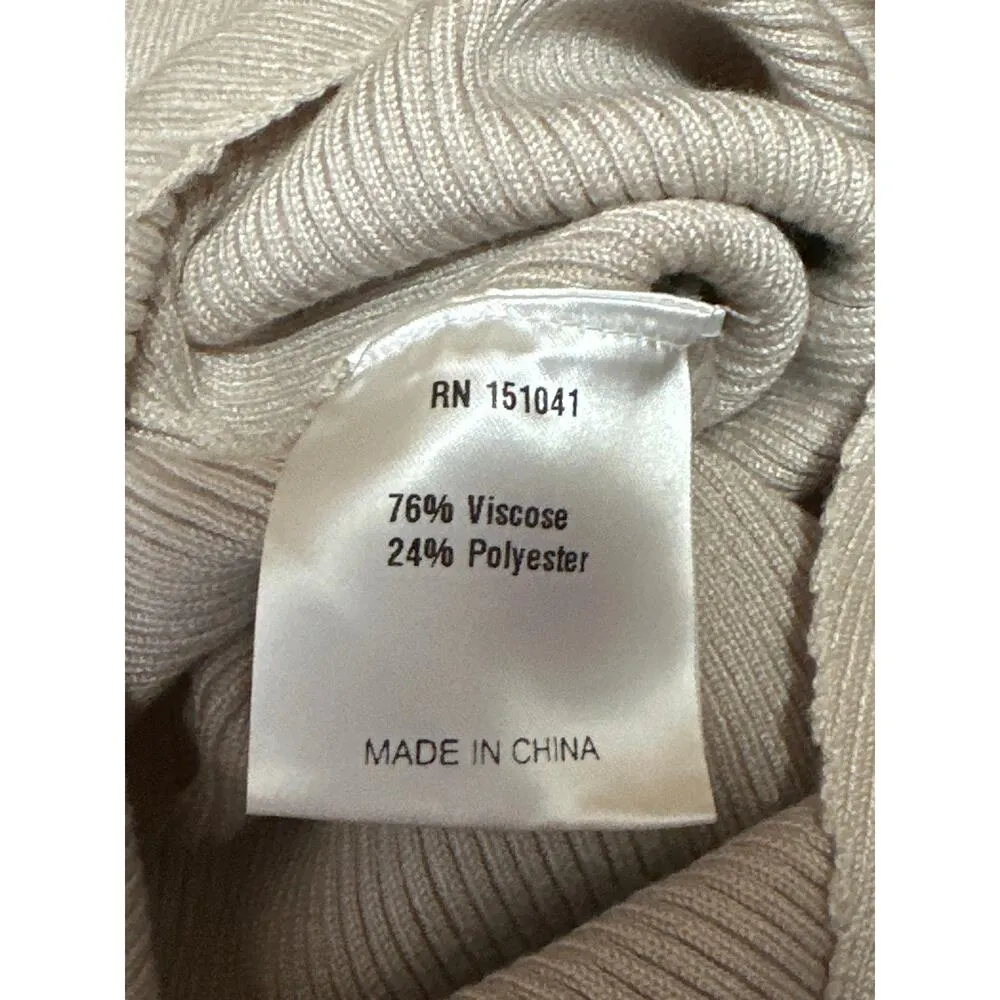 RN 151041
76% Viscose
24% Polyester
MADE IN CHINA